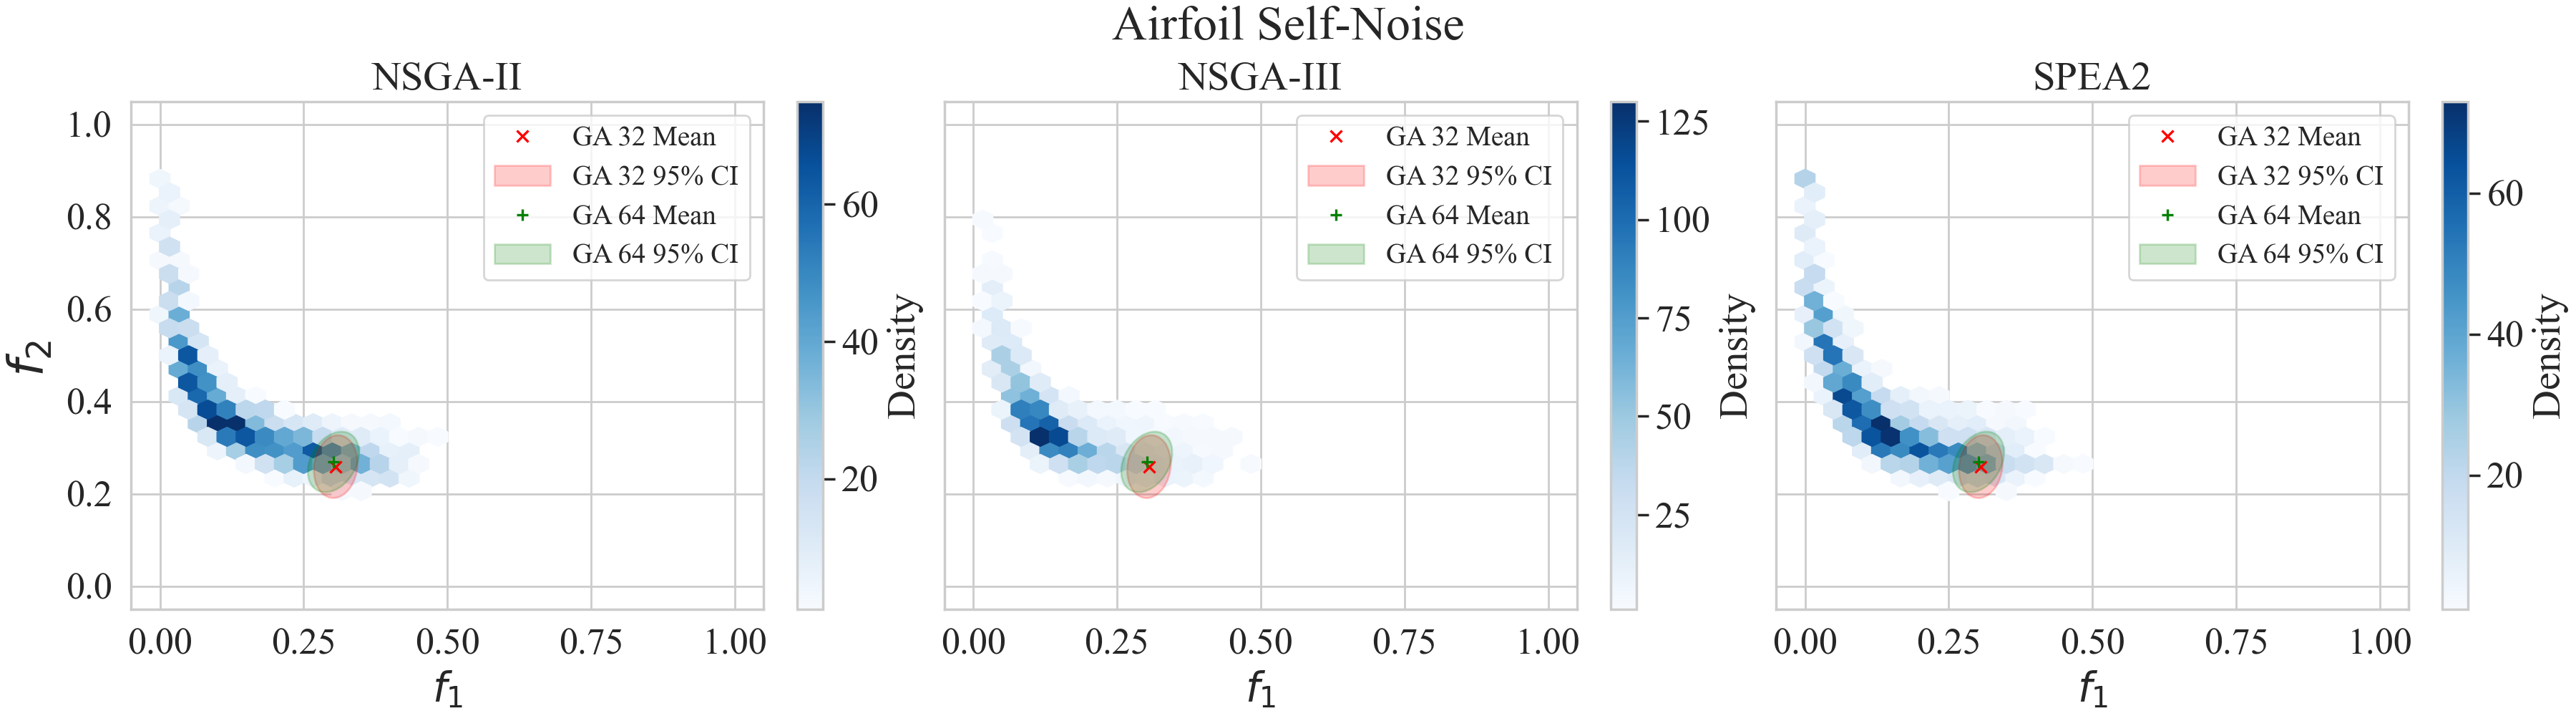 Airfoil Self-Noise
NSGA-II
1.0
0.8
0.6
0.4
0.2
0.0
f2
0.00 0.25 0.50 0.75 1.00
f1
GA 32 Mean
GA 32 95% CI
GA 64 Mean
GA 64 95% CI
60
40
20
Density
NSGA-III
0.00 0.25 0.50 0.75 1.00
f1
GA 32 Mean
GA 32 95% CI
GA 64 Mean
GA 64 95% CI
125
100
75
50
25
Density
SPEA2
0.00 0.25 0.50 0.75 1.00
f1
GA 32 Mean
GA 32 95% CI
GA 64 Mean
GA 64 95% CI
60
40
20
Density